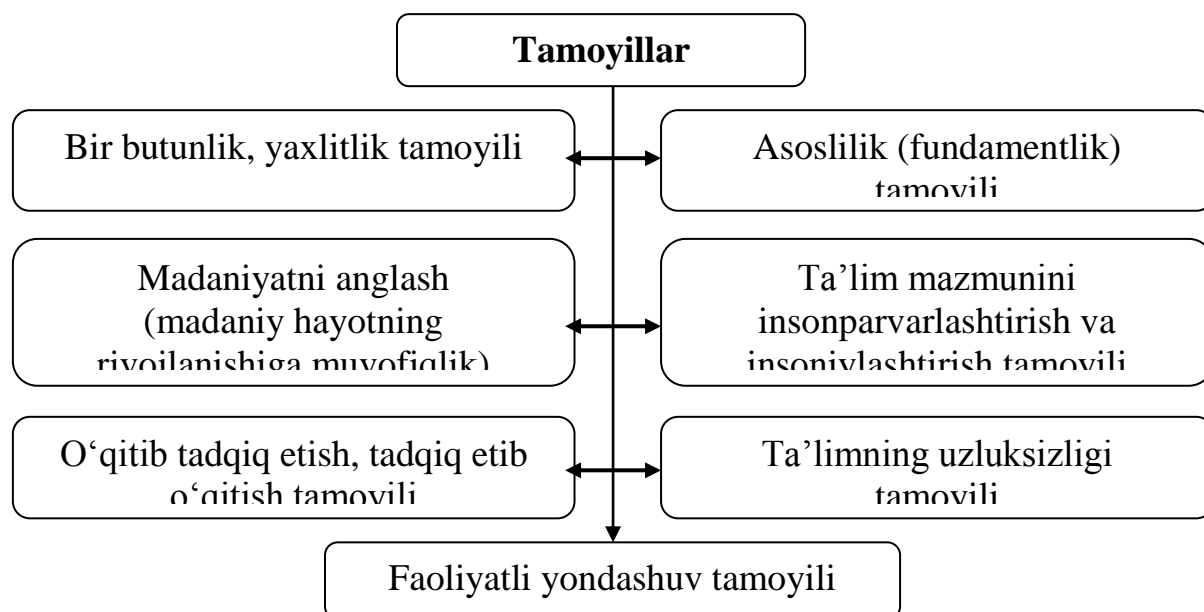 Tamoyillar
Bir butunlik, yaxlitlik tamoyili
Asoslilik (fundamentlik)
tamoyili
Madaniyatni anglash
(madaniy hayotning
rivojlanishiga muvofiqlik)
Ta’lim mazmunini
insonparvarlashtirish va
insoniylashtirish tamoyili
O‘qitib tadqiq etish, tadqiq etib
o‘qitish tamoyili
Ta’limning uzluksizligi
tamoyili
Faoliyatli yondashuv tamoyili